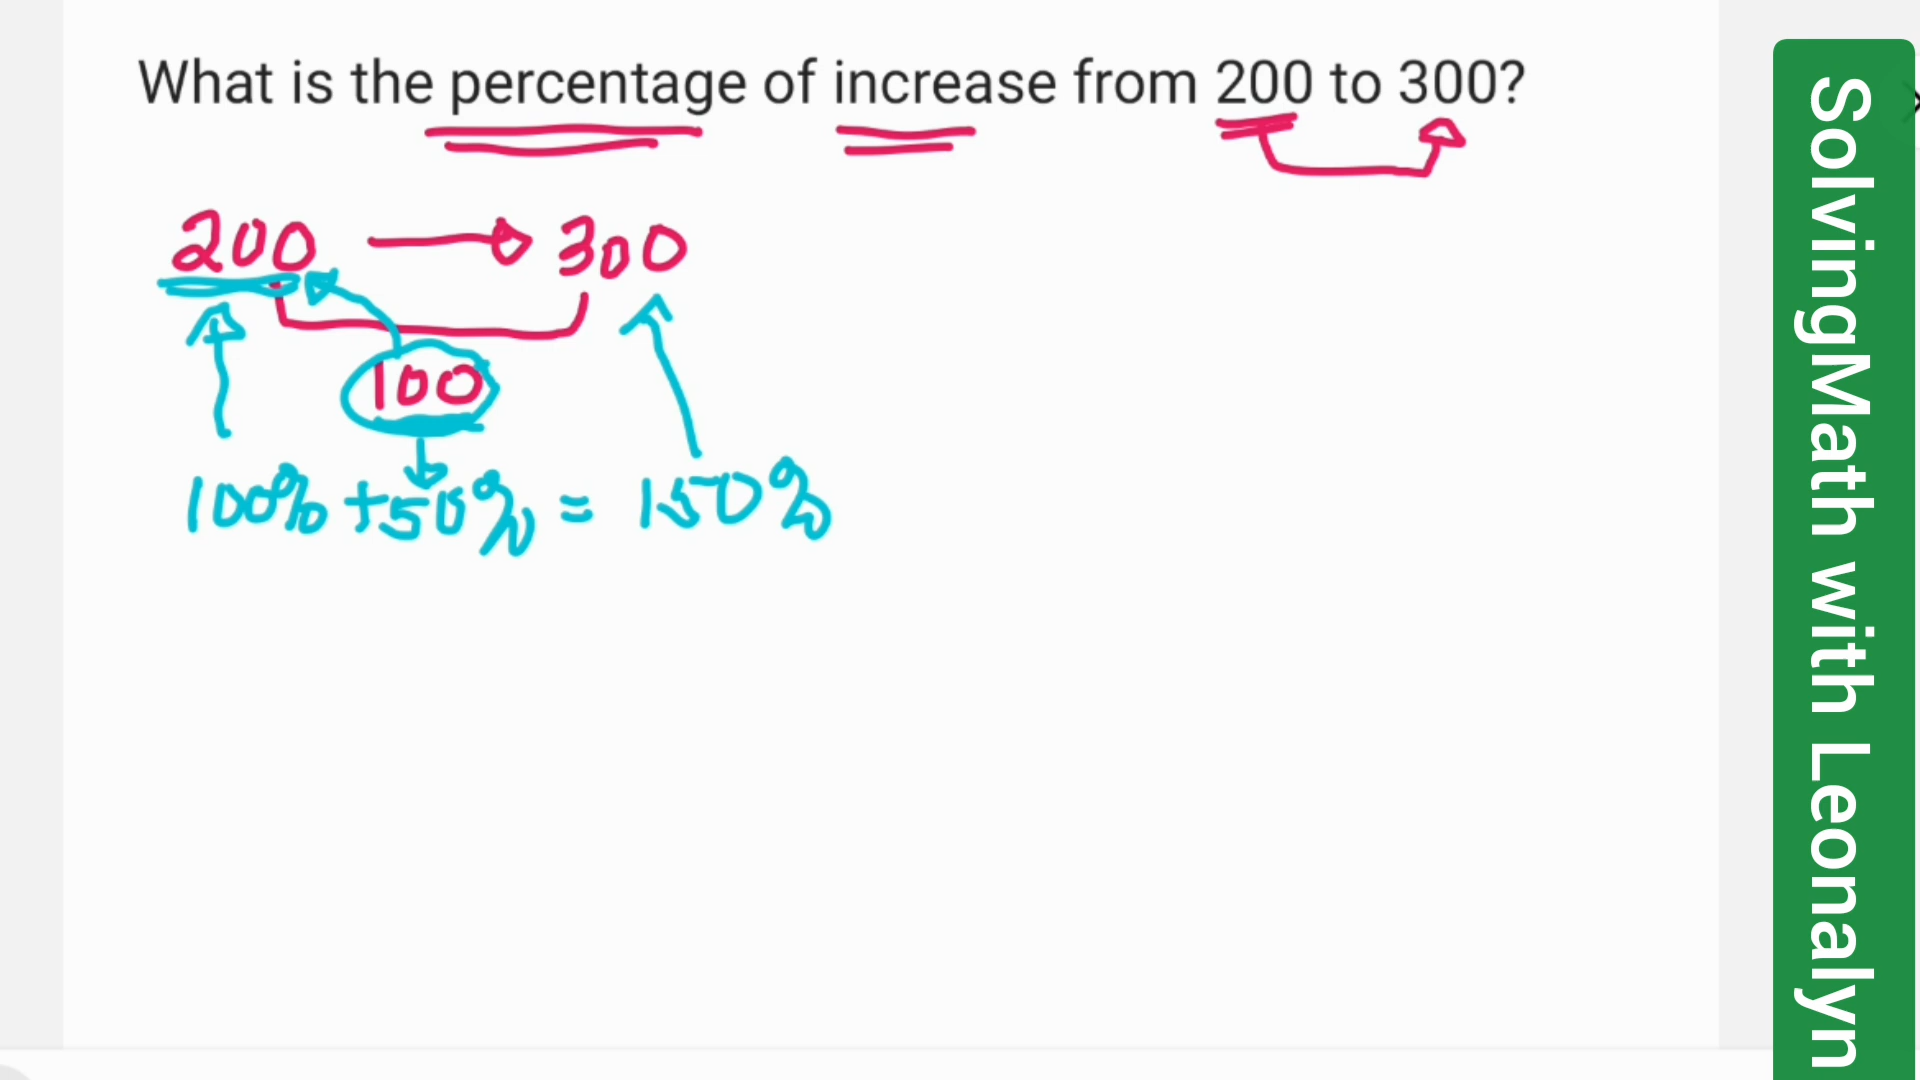 What is the percentage of increase from 200 to 300?
200 → 300
100
100% +50% = 150%
SolvingMath with Leonalyn